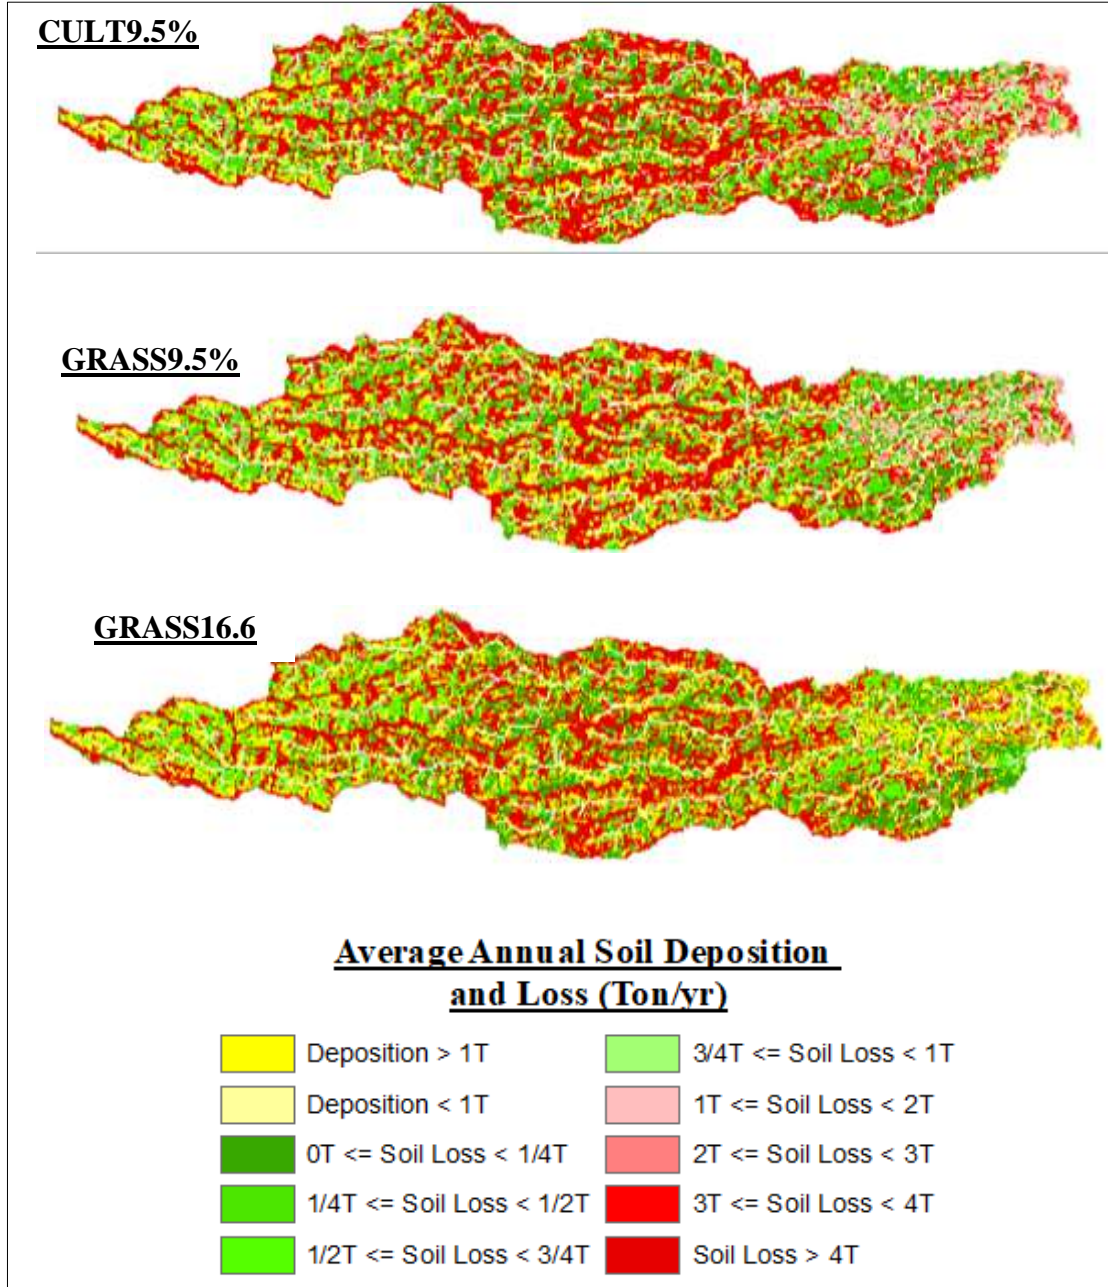 CULT9.5%
GRASS9.5%
GRASS16.6
Average Annual Soil Deposition
and Loss (Ton/yr)
Deposition > 1T
Deposition < 1T
0T <= Soil Loss < 1/4T
1/4T <= Soil Loss < 1/2T
1/2T <= Soil Loss < 3/4T
3/4T <= Soil Loss < 1T
1T <= Soil Loss < 2T
2T <= Soil Loss < 3T
3T <= Soil Loss < 4T
Soil Loss > 4T